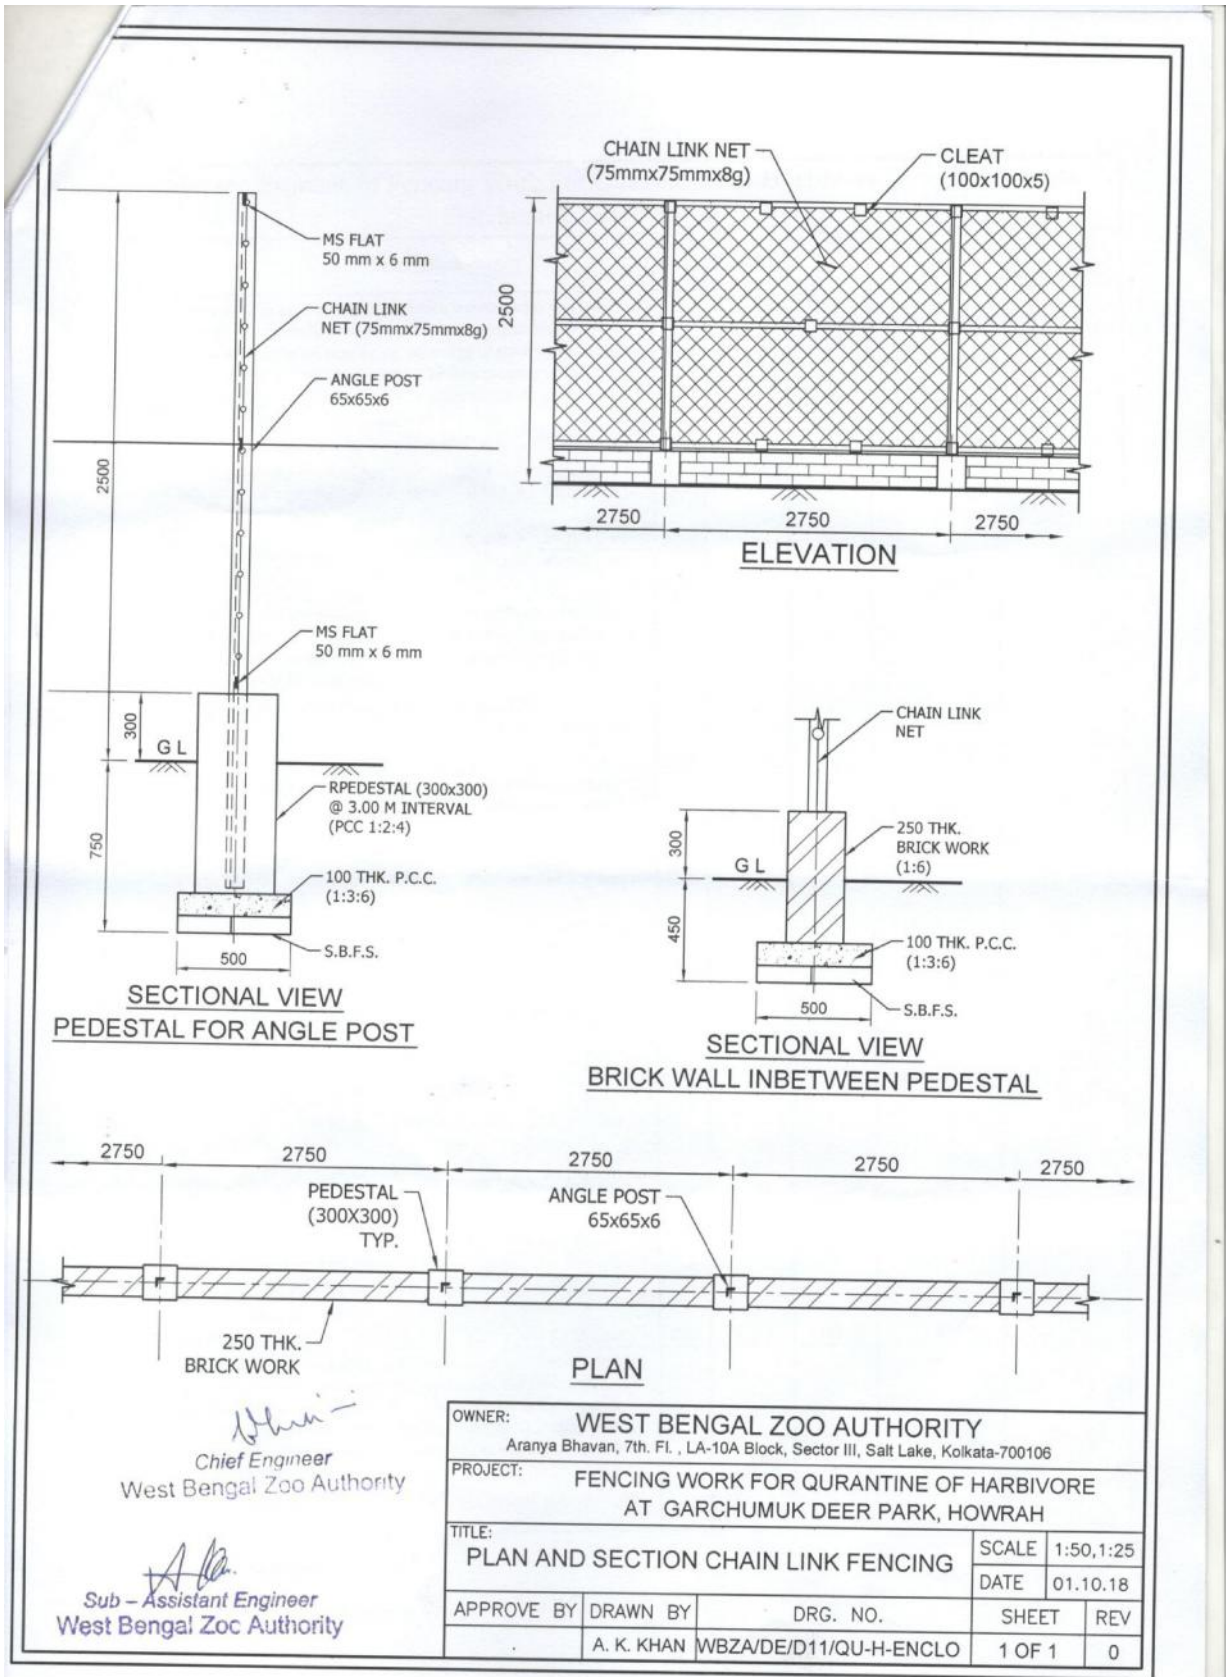 CHAIN LINK NET
(75mmx75mmx8g)
CLEAT
(100x100x5)
MS FLAT
50 mm x 6 mm
CHAIN LINK
NET (75mmx75mmx8g)
ANGLE POST
65x65x6
2500
2500
2750
2750
2750
ELEVATION
MS FLAT
50 mm x 6 mm
300
G L
RPEDESTAL (300x300)
@ 3.00 M INTERVAL
(PCC 1:2:4)
750
100 THK. P.C.C.
(1:3:6)
S.B.F.S.
500
SECTIONAL VIEW
PEDESTAL FOR ANGLE POST
CHAIN LINK
NET
300
250 THK.
BRICK WORK
(1:6)
G L
450
100 THK. P.C.C.
(1:3:6)
500
S.B.F.S.
SECTIONAL VIEW
BRICK WALL INBETWEEN PEDESTAL
2750
2750
2750
2750
2750
PEDESTAL
(300X300)
TYP.
ANGLE POST
65x65x6
250 THK.
BRICK WORK
PLAN
Chief Engineer
West Bengal Zoo Authority
Sub - Assistant Engineer
West Bengal Zoo Authority
OWNER: WEST BENGAL ZOO AUTHORITY
Aranya Bhavan, 7th. Fl. , LA-10A Block, Sector III, Salt Lake, Kolkata-700106
PROJECT: FENCING WORK FOR QURANTINE OF HARBIVORE
AT GARCHUMUK DEER PARK, HOWRAH
TITLE:
PLAN AND SECTION CHAIN LINK FENCING
SCALE 1:50,1:25
DATE 01.10.18
APPROVE BY DRAWN BY DRG. NO. SHEET REV
A. K. KHAN WBZA/DE/D11/QU-H-ENCLO 1 OF 1 0